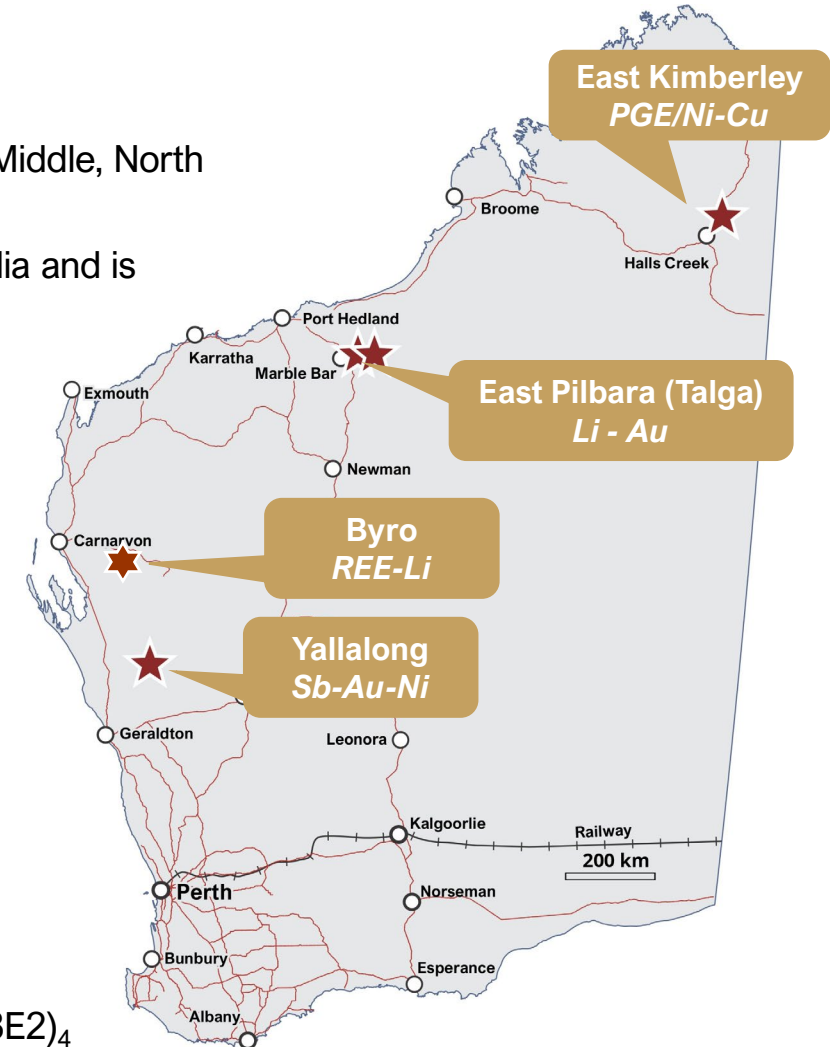 East Kimberley
PGE/Ni-Cu
Middle, North
Broome
dia and is
Halls Creek
Port Hedland
Karratha
Marble Bar
Exmouth
East Pilbara (Talga)
Li - Au
Newman
Byro
REE-Li
Carnarvon
Yallalong
Sb-Au-Ni
Geraldton
Leonora
Kalgoorlie
Railway
200 km
Perth
Norseman
Bunbury
Esperance
Albany
BE2)₄